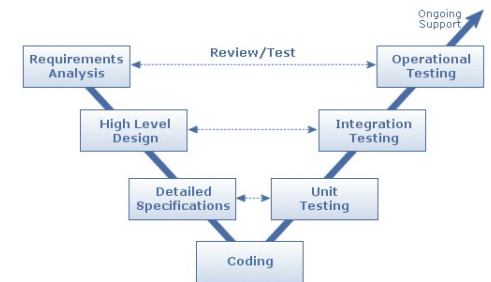 Ongoing
Support
Requirements
Analysis
Review/Test
Operational
Testing
High Level
Design
Integration
Testing
Detailed
Specifications
Unit
Testing
Coding